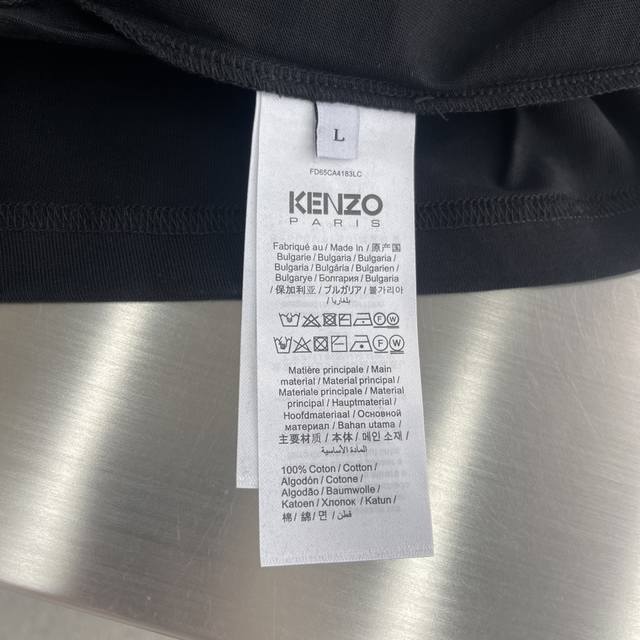 L
FD65CA4183LC
KENZO
PARIS
Fabriqué au / Made In / 原产国
Bulgarie / Bulgaria / Bulgaria /
Bulgaria / Bulgária / Bulgarien /
Bulgarye / Болгария / Bulgaria
/ 保加利亚 / ブルガリア / 불가리아
/ بلغاريا
Matière principale / Main
material / Material principal /
Materiale principale / Material
principal / Hauptmaterial /
Hoofdmateriaal / Основной
материал / Bahan utama /
主要材质 / 本体 / 메인 소재 /
المادة الأساسية
100% Coton / Cotton /
Algodón / Cotone /
Algodão / Baumwolle /
Katoen / Хлопок / Katun /
棉 / 綿 / 면 / قطن